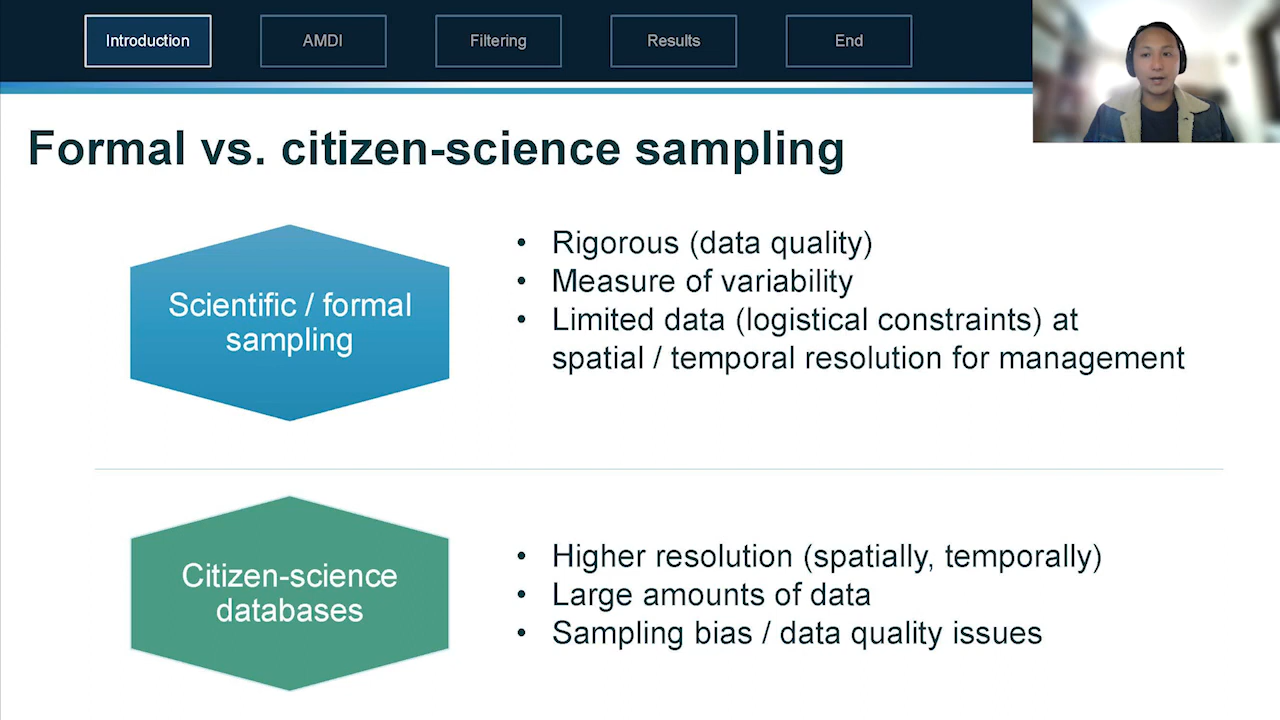 Introduction
AMDI
Filtering
Results
End
Formal vs. citizen-science sampling
Scientific / formal
sampling
• Rigorous (data quality)
• Measure of variability
• Limited data (logistical constraints) at
spatial / temporal resolution for management
Citizen-science
databases
• Higher resolution (spatially, temporally)
• Large amounts of data
• Sampling bias / data quality issues